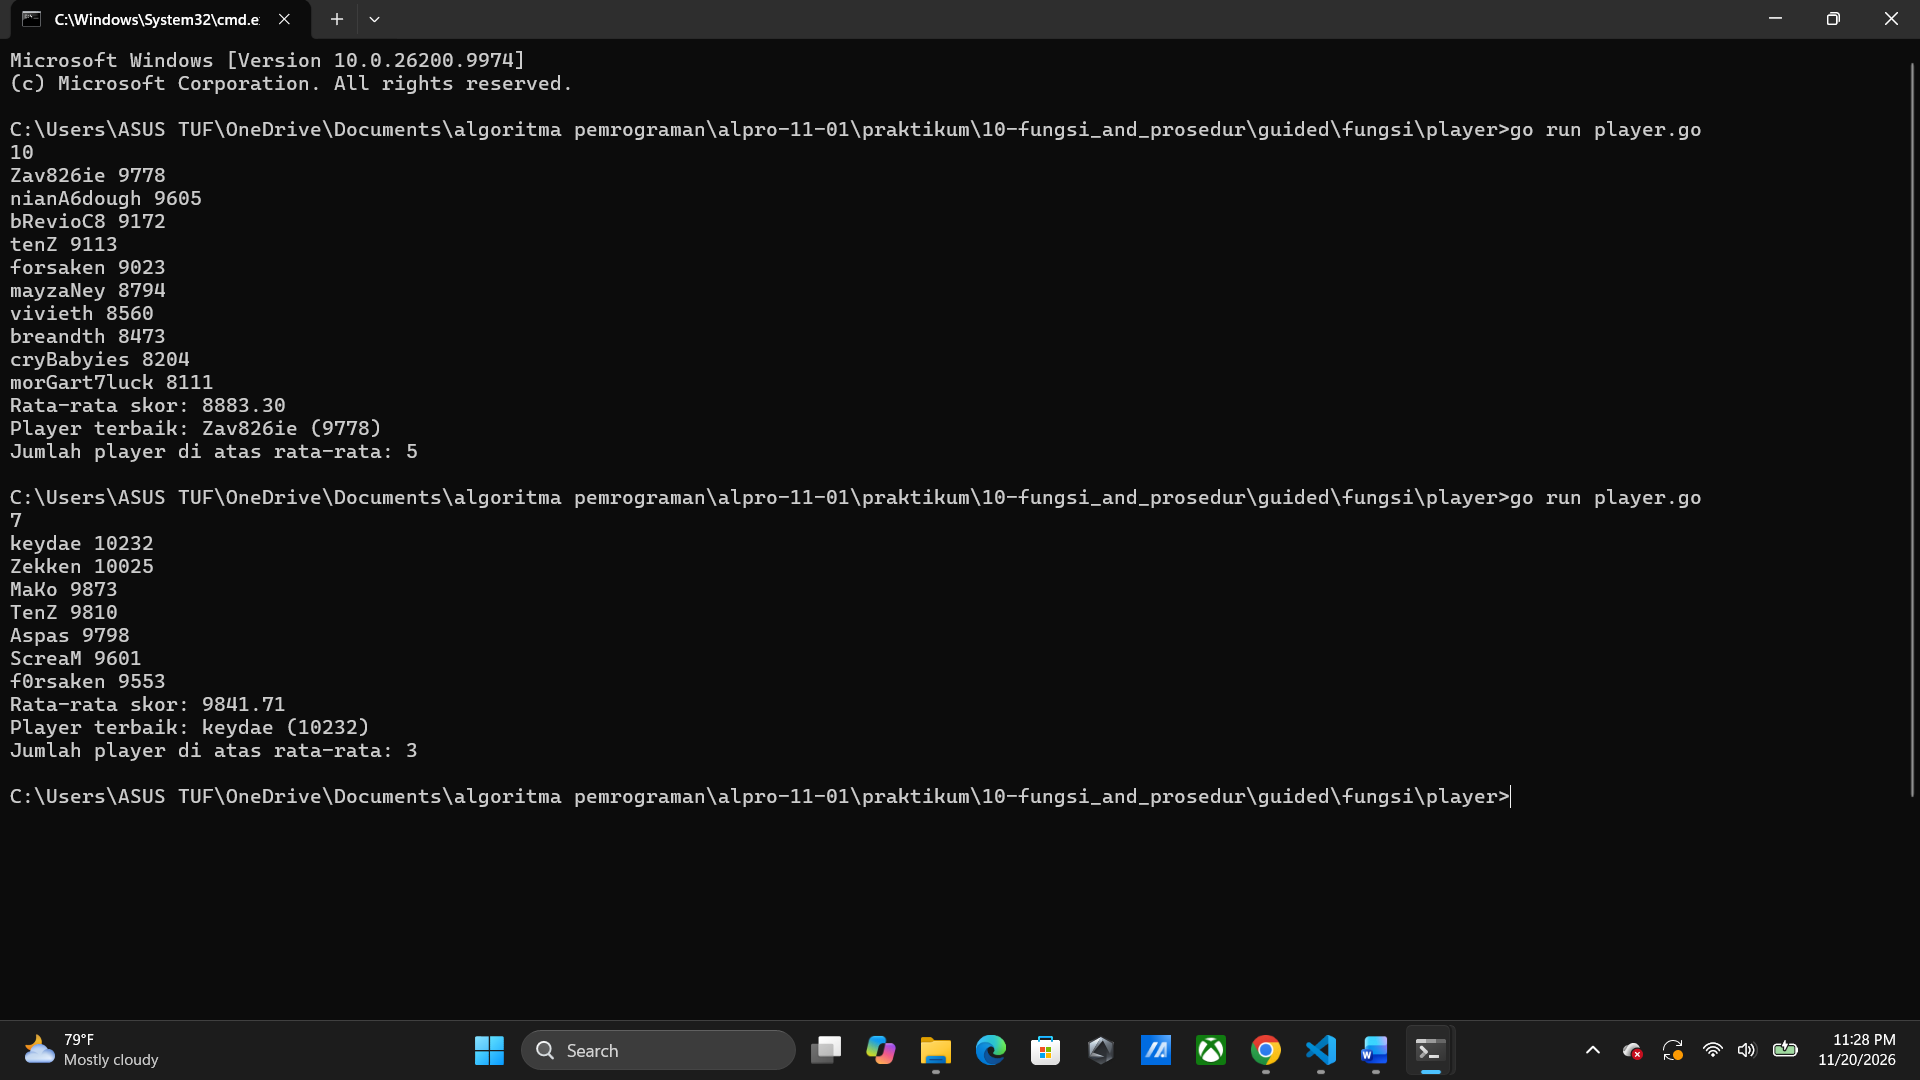 C:\Windows\System32\cmd.e
Microsoft Windows [Version 10.0.26200.9974]
(c) Microsoft Corporation. All rights reserved.
C:\Users\ASUS TUF\OneDrive\Documents\algoritma pemrograman\alpro-11-01\praktikum\10-fungsi_and_prosedur\guided\fungsi\player>go run player.go
10
Zav826ie 9778
nianA6dough 9605
bRevioC8 9172
tenZ 9113
forsaken 9023
mayzaNey 8794
vivieth 8560
breandth 8473
cryBabyies 8204
morGart7luck 8111
Rata-rata skor: 8883.30
Player terbaik: Zav826ie (9778)
Jumlah player di atas rata-rata: 5
C:\Users\ASUS TUF\OneDrive\Documents\algoritma pemrograman\alpro-11-01\praktikum\10-fungsi_and_prosedur\guided\fungsi\player>go run player.go
7
keydae 10232
Zekken 10025
MaKo 9873
TenZ 9810
Aspas 9798
ScreaM 9601
f0rsaken 9553
Rata-rata skor: 9841.71
Player terbaik: keydae (10232)
Jumlah player di atas rata-rata: 3
C:\Users\ASUS TUF\OneDrive\Documents\algoritma pemrograman\alpro-11-01\praktikum\10-fungsi_and_prosedur\guided\fungsi\player>
79°F
Mostly cloudy
Search
11:28 PM
11/20/2026